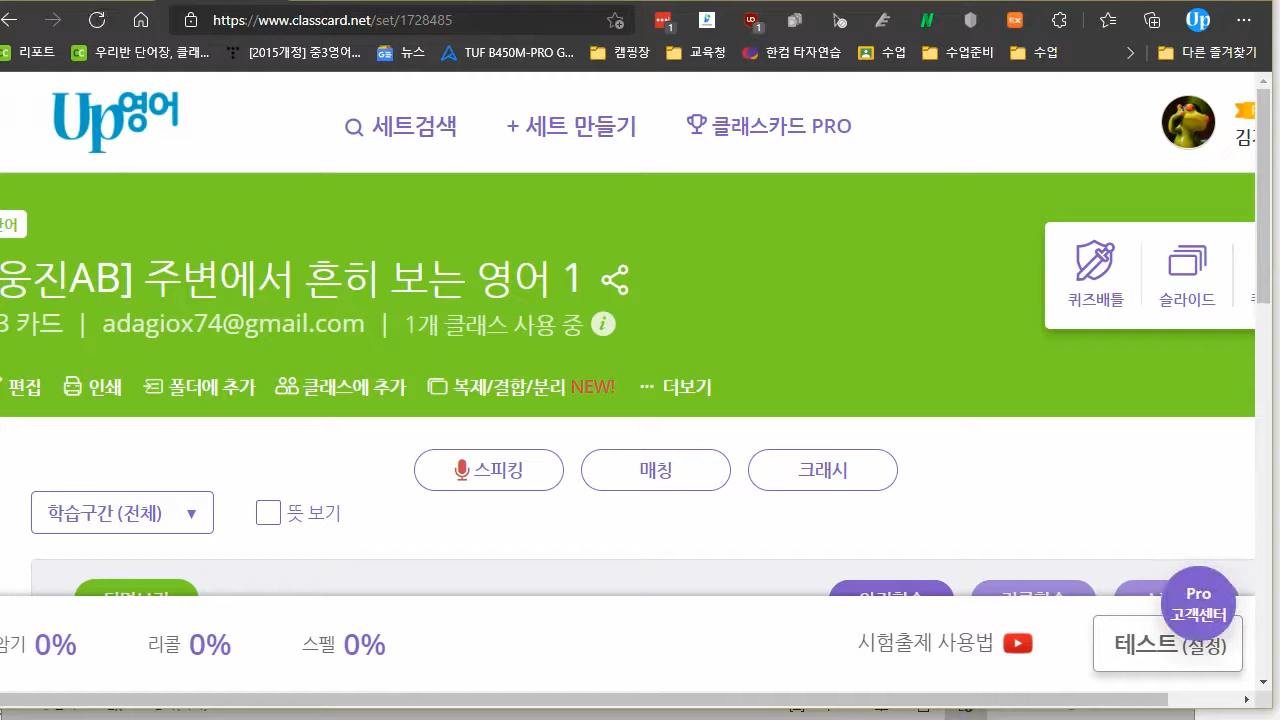 https://www.classcard.net/set/1728485
리포트 우리반 단어장, 클래... [2015개정] 중3영어... 뉴스 TUF B450M-PRO G... 캠핑장 교육청 한컴 타자연습 수업 수업준비 수업 다른 즐겨찾기
Up영어 세트검색 + 세트 만들기 클래스카드 PRO
웅진AB] 주변에서 흔히 보는 영어 1
3 카드 | adagiox74@gmail.com | 1개 클래스 사용 중
퀴즈배틀 슬라이드
편집 인쇄 폴더에 추가 클래스에 추가 복제/결합/분리 NEW! ··· 더보기
스피킹 매칭 크래시
학습구간 (전체) ▼ 뜻 보기
Pro
고객센터
암기 0% 리콜 0% 스펠 0% 시험출제 사용법 테스트 (설정)